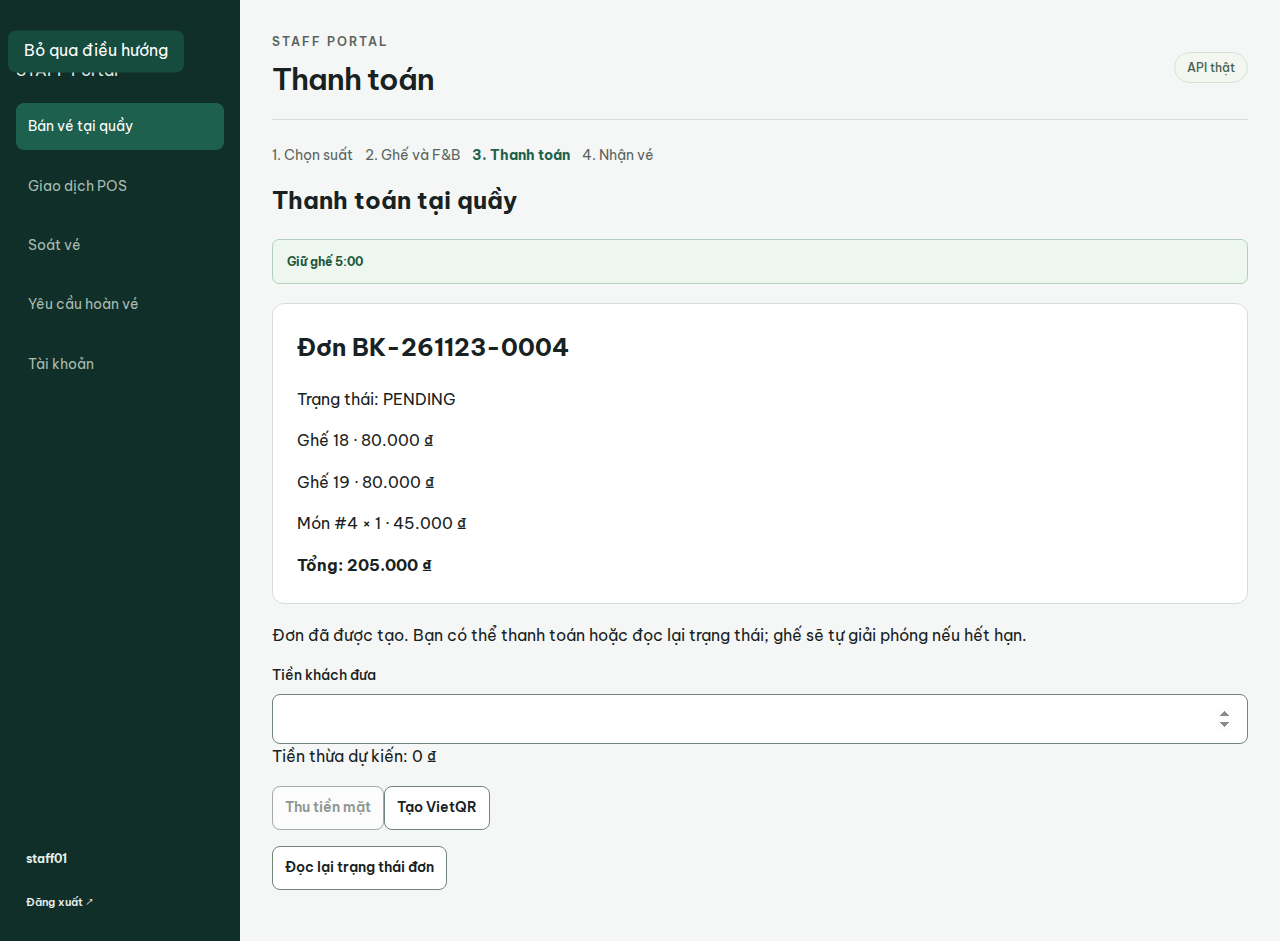 Bỏ qua điều hướng
Bán vé tại quầy
Giao dịch POS
Soát vé
Yêu cầu hoàn vé
Tài khoản
staff01
Đăng xuất ↗
STAFF PORTAL
Thanh toán
API thật
1. Chọn suất 2. Ghế và F&B 3. Thanh toán 4. Nhận vé
Thanh toán tại quầy
Giữ ghế 5:00
Đơn BK-261123-0004
Trạng thái: PENDING
Ghế 18 · 80.000 ₫
Ghế 19 · 80.000 ₫
Món #4 × 1 · 45.000 ₫
Tổng: 205.000 ₫
Đơn đã được tạo. Bạn có thể thanh toán hoặc đọc lại trạng thái; ghế sẽ tự giải phóng nếu hết hạn.
Tiền khách đưa
Tiền thừa dự kiến: 0 ₫
Thu tiền mặt Tạo VietQR
Đọc lại trạng thái đơn